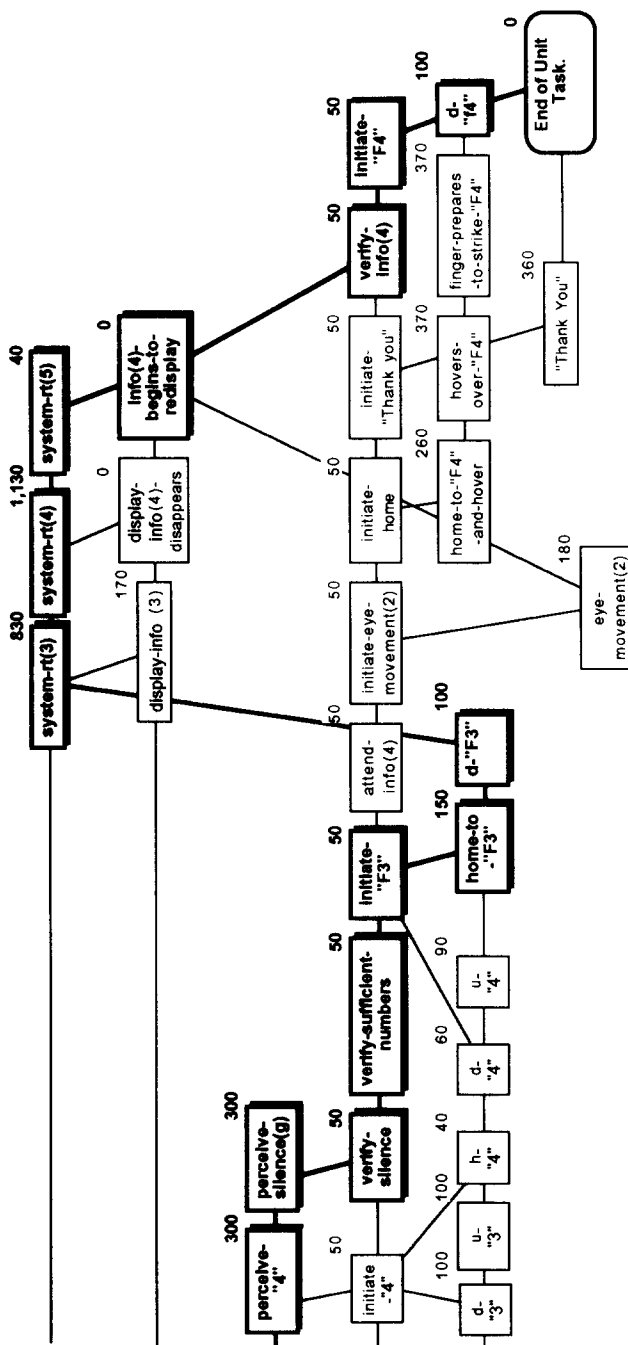 830
system-rt(3)
1,130
system-rt(4)
40
system-rt(5)
170
display-info (3)
0
display-
info(4)-
disappears
0
info(4)-
begins-to-
redisplay
300
perceive-
"4"
300
perceive-
silence(g)
50
initiate
-"4"
50
verify-
silence
50
verify-sufficient-
numbers
50
initiate-
"F3"
50
attend-
info(4)
50
initiate-eye-
movement(2)
50
initiate-
home
50
initiate-
"Thank you"
50
verify-
info(4)
50
initiate-
"F4"
100
d-
"3"
100
u-
"3"
40
h-
"4"
60
d-
"4"
90
u-
"4"
150
home-to
-"F3"
100
d-"F3"
260
home-to-"F4"
-and-hover
370
hovers-
over-"F4"
370
finger-prepares
-to-strike-"F4"
100
d-
"f4"
360
"Thank You"
0
End of Unit
Task.
180
eye-
movement(2)